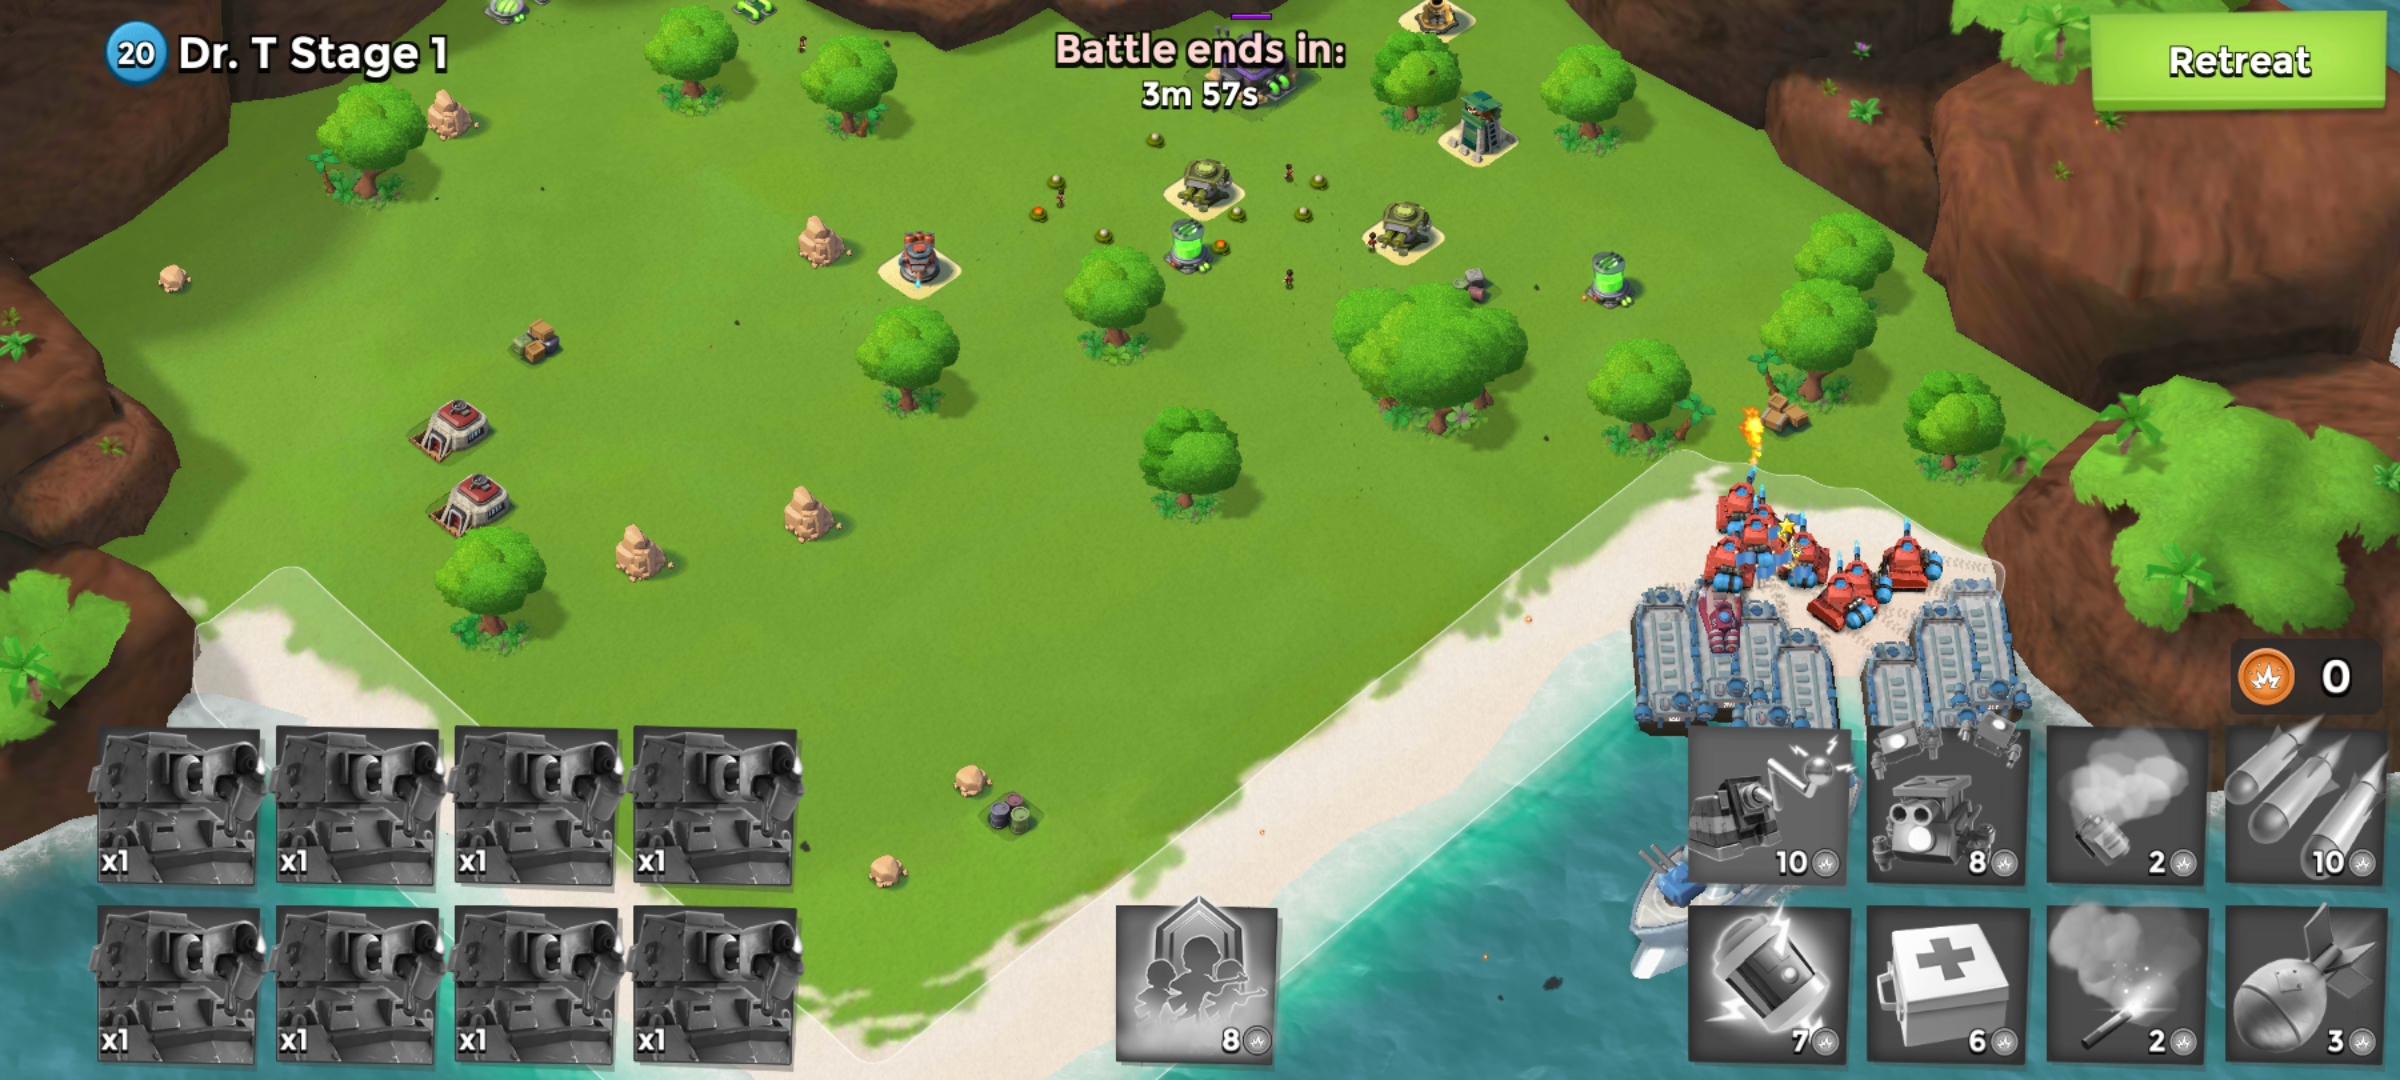 20 Dr. T Stage 1
Battle ends in:
3m 57s
Retreat
0
x1 x1 x1 x1
10 8 2 10
x1 x1 x1 x1
8
7 6 2 3